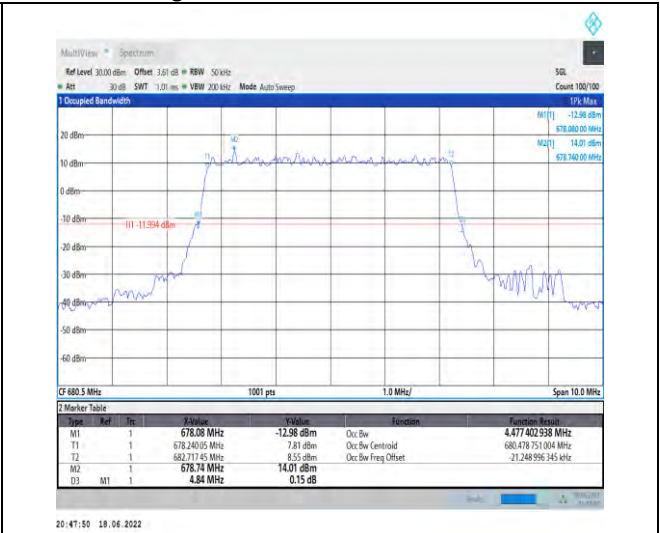 MultiView Spectrum
Ref Level 30.00 dBm Offset 3.61 dB RBW 50 kHz SGL
Att 30 dB SWT 1.01 ms VBW 200 kHz Mode Auto Sweep Count 100/100
1 Occupied Bandwidth 1Pk Max
M1[1] -12.98 dBm
678.08000 MHz
20 dBm M2 M2[1] 14.01 dBm
678.74000 MHz
10 dBm T1 T2
0 dBm
-10 dBm H1 -11.994 dBm
-20 dBm
-30 dBm
-40 dBm
-50 dBm
-60 dBm
CF 680.5 MHz 1001 pts 1.0 MHz/ Span 10.0 MHz
2 Marker Table
Type Ref Trc X-Value Y-Value Function Function Result
M1 1 678.08 MHz -12.98 dBm Occ Bw 4.477 402 938 MHz
T1 1 678.240 05 MHz 7.81 dBm Occ Bw Centroid 680.478 751 004 MHz
T2 1 682.717 45 MHz 8.55 dBm Occ Bw Freq Offset -21.248 996 345 kHz
M2 1 678.74 MHz 14.01 dBm
D3 M1 1 4.84 MHz 0.15 dB
20:47:50 18.06.2022